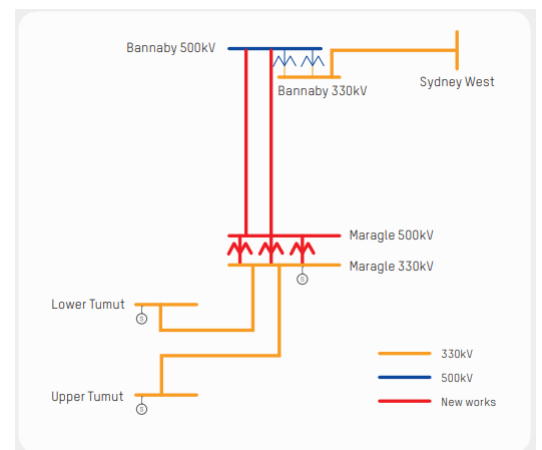 Bannaby 500kV
Sydney West
Bannaby 330kV
Maragle 500kV
Maragle 330kV
S
Lower Tumut
S
330kV
500kV
Upper Tumut
New works
S